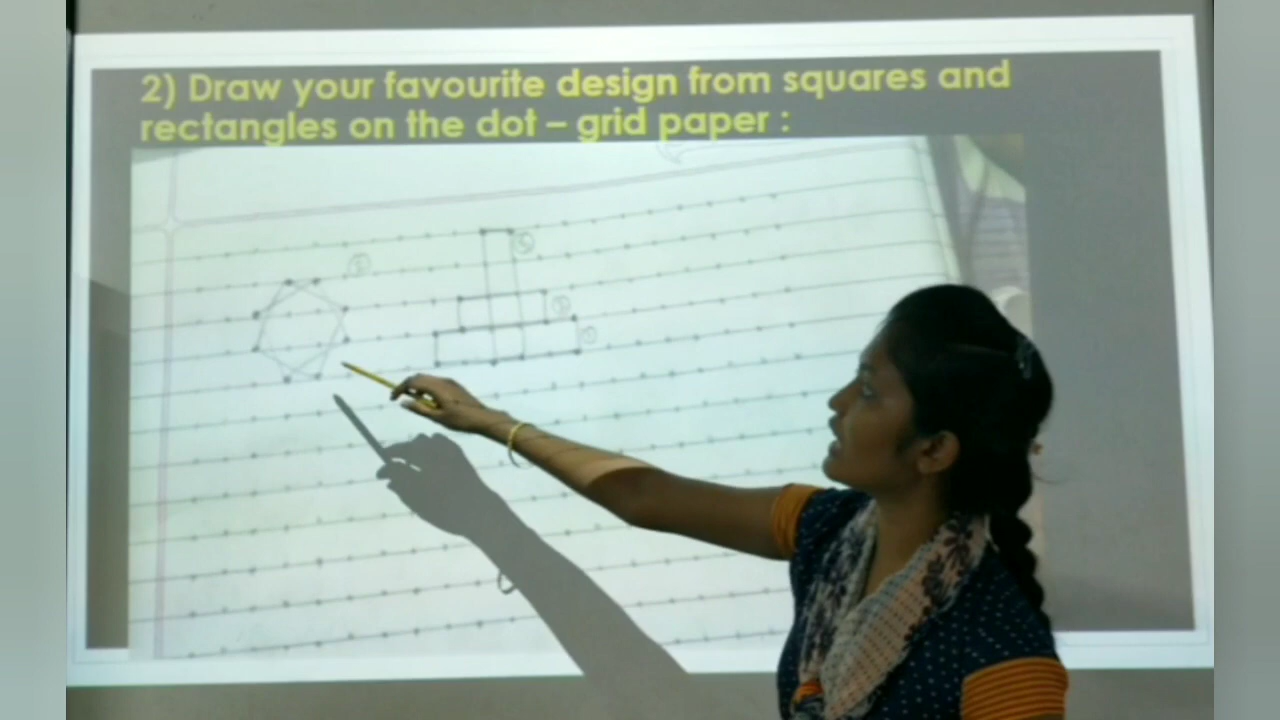 2) Draw your favourite design from squares and
rectangles on the dot – grid paper :